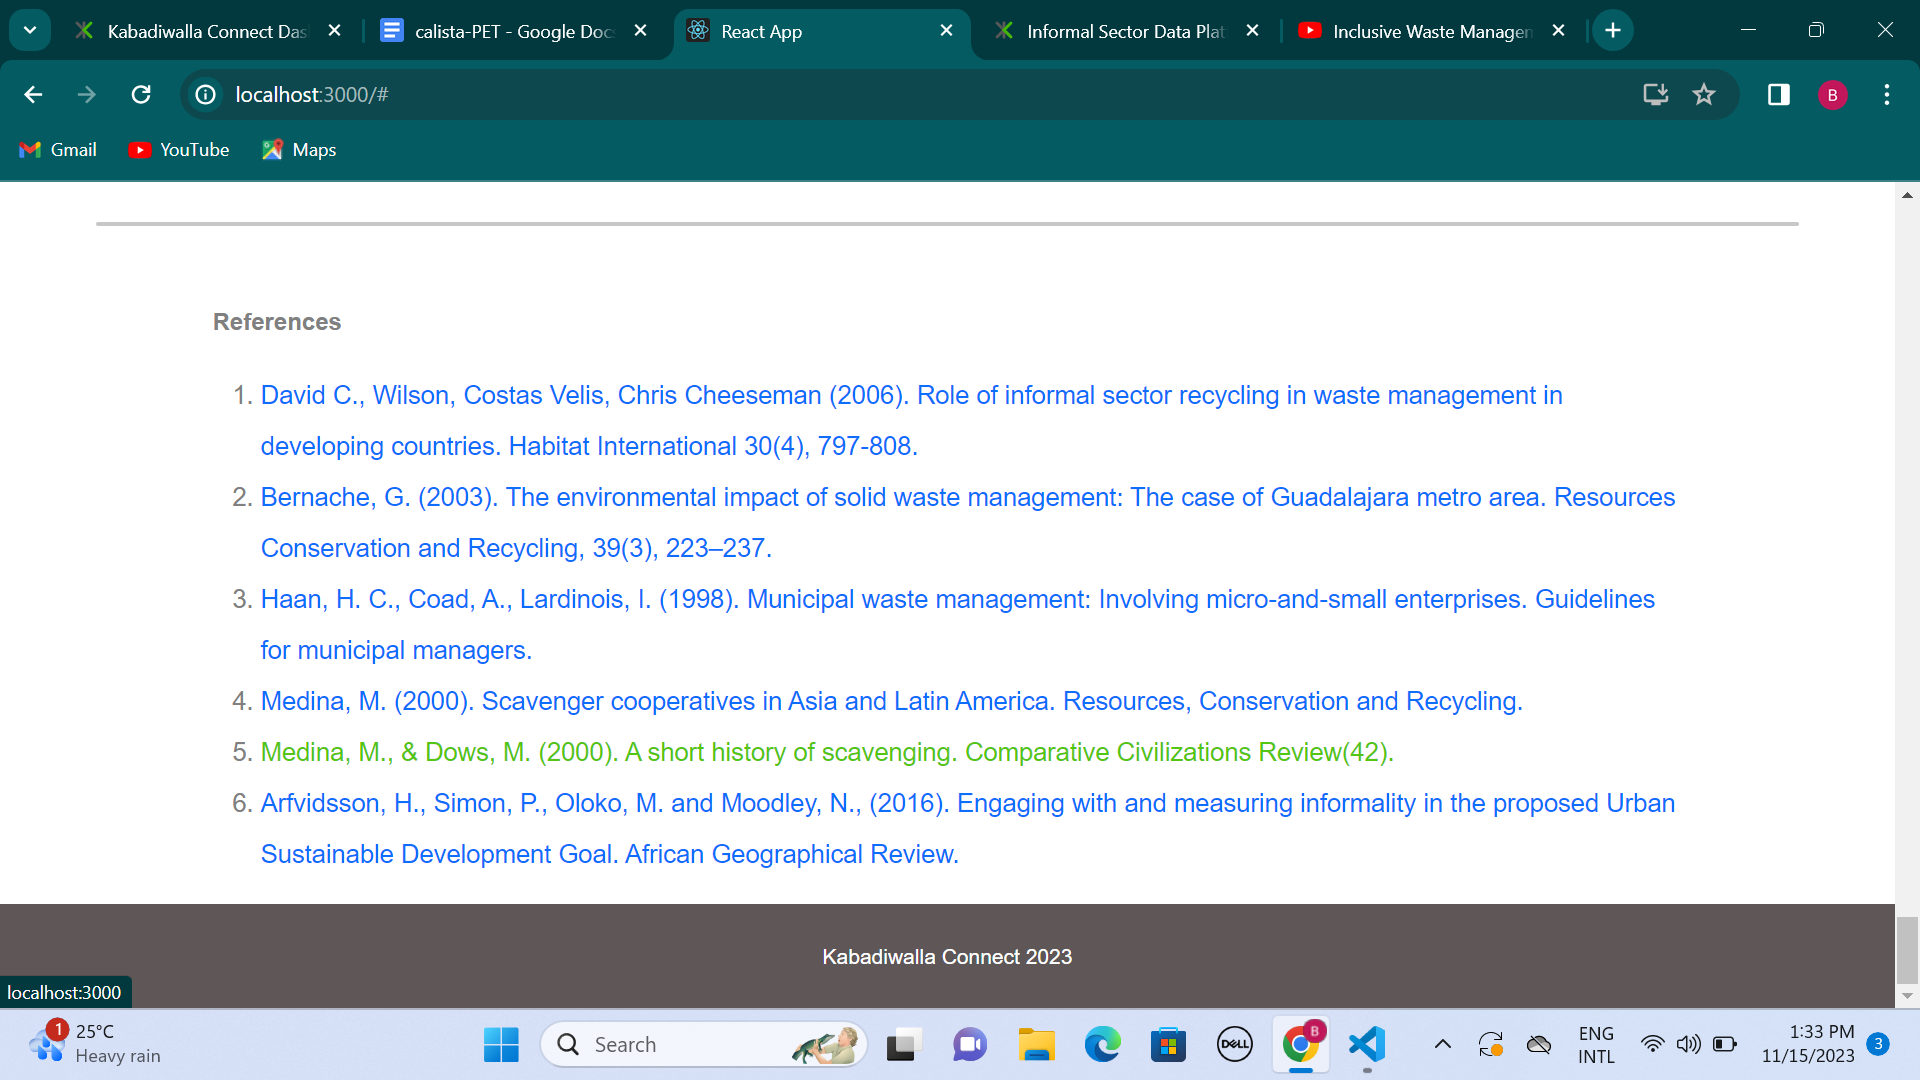 Kabadiwalla Connect Das
calista-PET - Google Doc
React App
Informal Sector Data Plat
Inclusive Waste Managem
localhost:3000/#
B
Gmail
YouTube
Maps
References
1. David C., Wilson, Costas Velis, Chris Cheeseman (2006). Role of informal sector recycling in waste management in
developing countries. Habitat International 30(4), 797-808.
2. Bernache, G. (2003). The environmental impact of solid waste management: The case of Guadalajara metro area. Resources
Conservation and Recycling, 39(3), 223–237.
3. Haan, H. C., Coad, A., Lardinois, I. (1998). Municipal waste management: Involving micro-and-small enterprises. Guidelines
for municipal managers.
4. Medina, M. (2000). Scavenger cooperatives in Asia and Latin America. Resources, Conservation and Recycling.
5. Medina, M., & Dows, M. (2000). A short history of scavenging. Comparative Civilizations Review(42).
6. Arfvidsson, H., Simon, P., Oloko, M. and Moodley, N., (2016). Engaging with and measuring informality in the proposed Urban
Sustainable Development Goal. African Geographical Review.
Kabadiwalla Connect 2023
localhost:3000
1
25°C
Heavy rain
Search
DELL
B
ENG
INTL
1:33 PM
11/15/2023
3